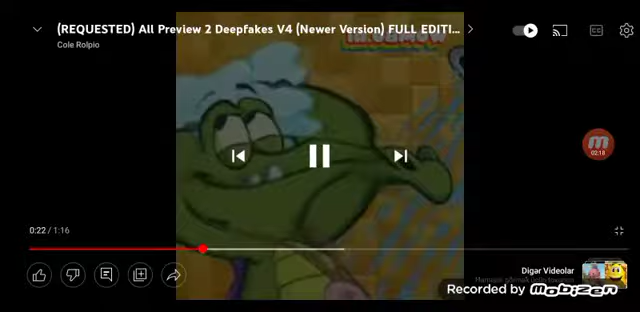 (REQUESTED) All Preview 2 Deepfakes V4 (Newer Version) FULL EDITI...
Cole Rolpio
02:18
0:22 / 1:16
Digər Videolar
Recorded by mobizen